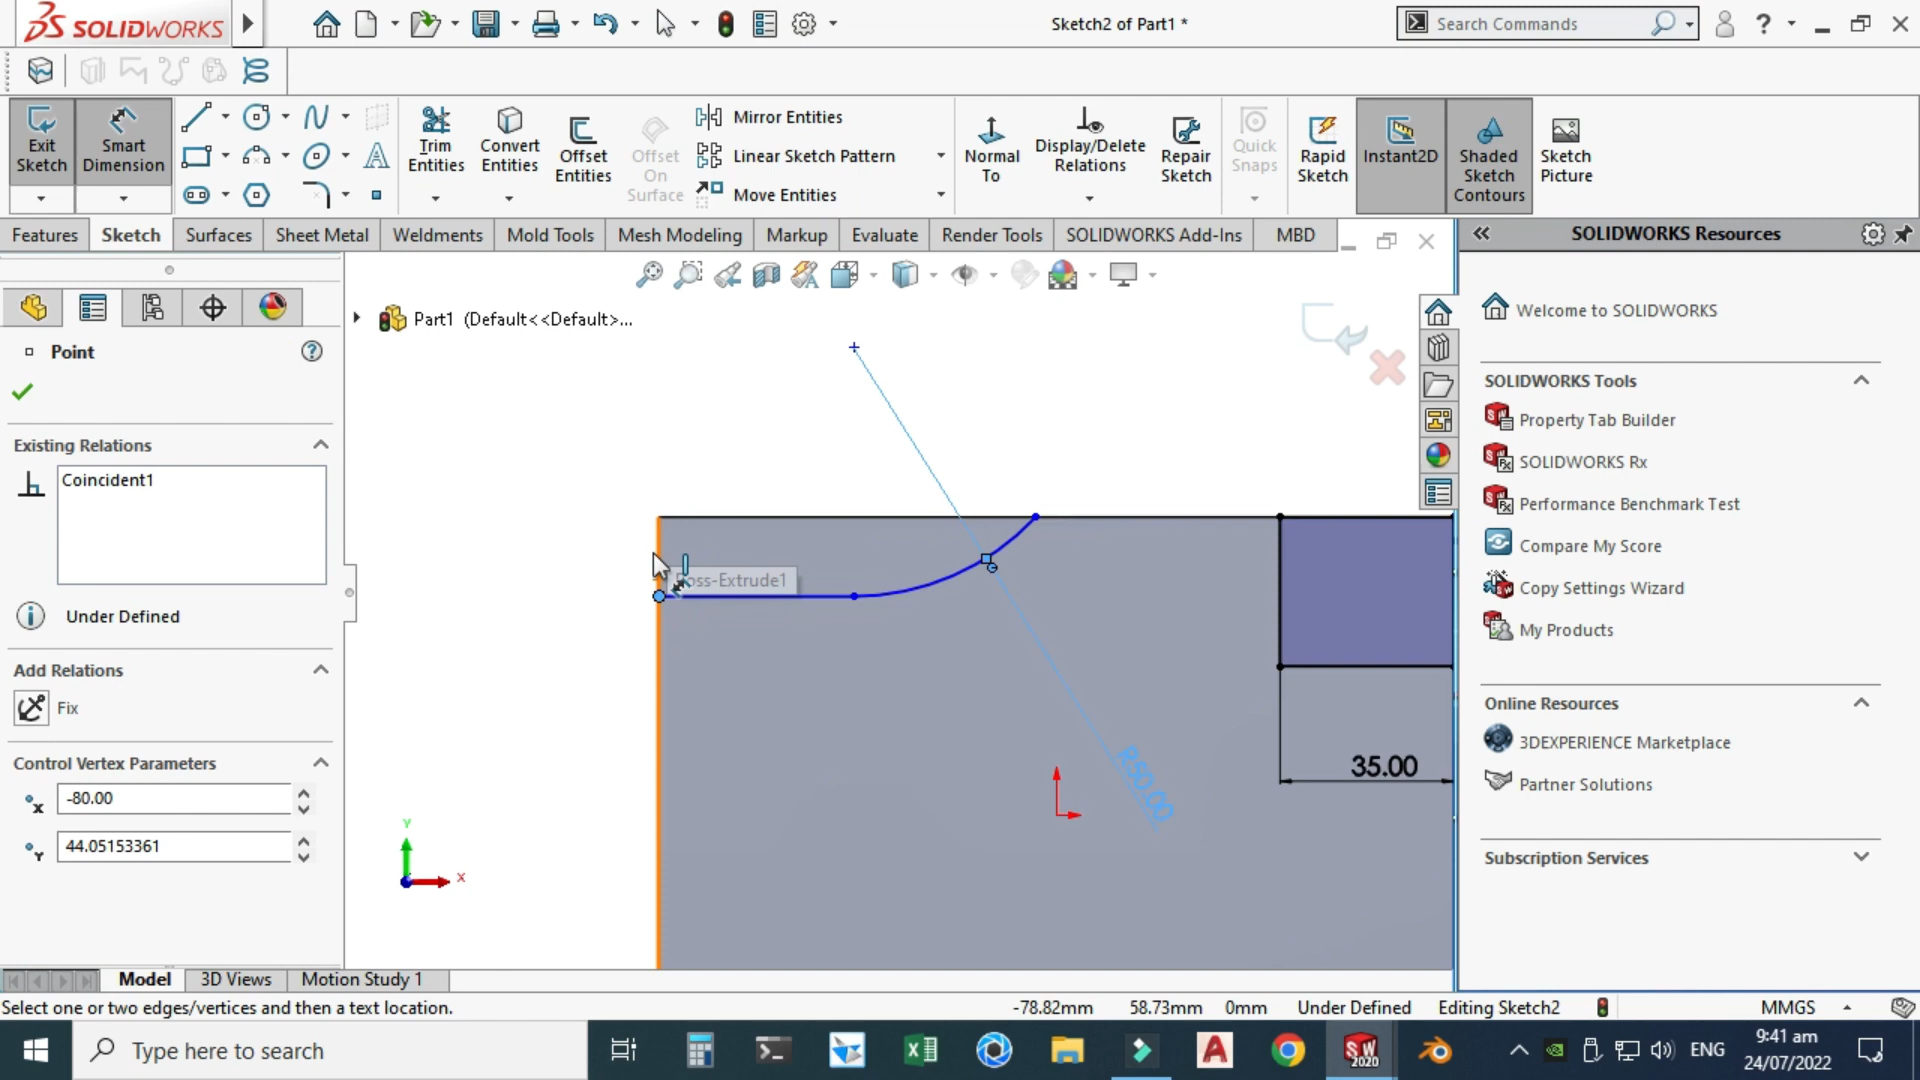 SOLIDWORKS
Sketch2 of Part1 *
Search Commands
Exit Sketch
Smart Dimension
Trim Entities
Convert Entities
Offset Entities
Offset On Surface
Mirror Entities
Linear Sketch Pattern
Move Entities
Normal To
Display/Delete Relations
Repair Sketch
Quick Snaps
Rapid Sketch
Instant2D
Shaded Sketch Contours
Sketch Picture
Features
Sketch
Surfaces
Sheet Metal
Weldments
Mold Tools
Mesh Modeling
Markup
Evaluate
Render Tools
SOLIDWORKS Add-Ins
MBD
SOLIDWORKS Resources
Part1 (Default<<Default>...
Point
Existing Relations
Coincident1
Under Defined
Add Relations
Fix
Control Vertex Parameters
-80.00
44.05153361
oss-Extrude1
R50.00
35.00
Y
X
Welcome to SOLIDWORKS
SOLIDWORKS Tools
Property Tab Builder
SOLIDWORKS Rx
Performance Benchmark Test
Compare My Score
Copy Settings Wizard
My Products
Online Resources
3DEXPERIENCE Marketplace
Partner Solutions
Subscription Services
Model
3D Views
Motion Study 1
Select one or two edges/vertices and then a text location.
-78.82mm
58.73mm
0mm
Under Defined
Editing Sketch2
MMGS
Type here to search
SW 2020
ENG
9:41 am
24/07/2022